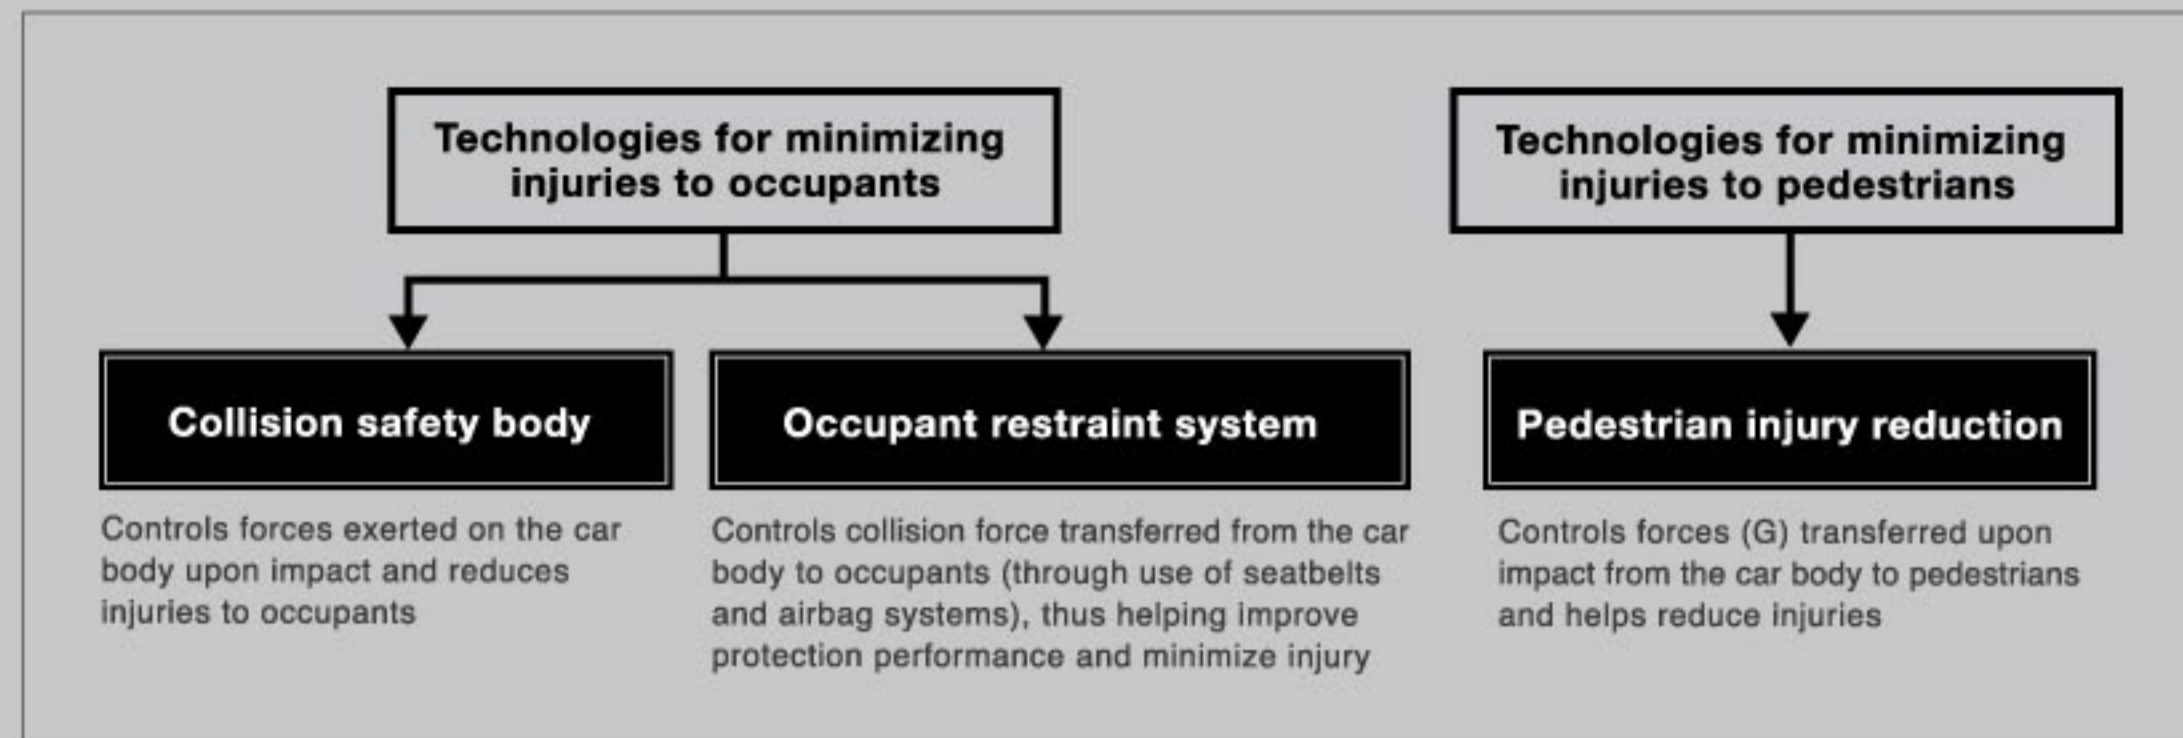 Technologies for minimizing
injuries to occupants
Technologies for minimizing
injuries to pedestrians
Collision safety body
Controls forces exerted on the car
body upon impact and reduces
injuries to occupants
Occupant restraint system
Controls collision force transferred from the car
body to occupants (through use of seatbelts
and airbag systems), thus helping improve
protection performance and minimize injury
Pedestrian injury reduction
Controls forces (G) transferred upon
impact from the car body to pedestrians
and helps reduce injuries